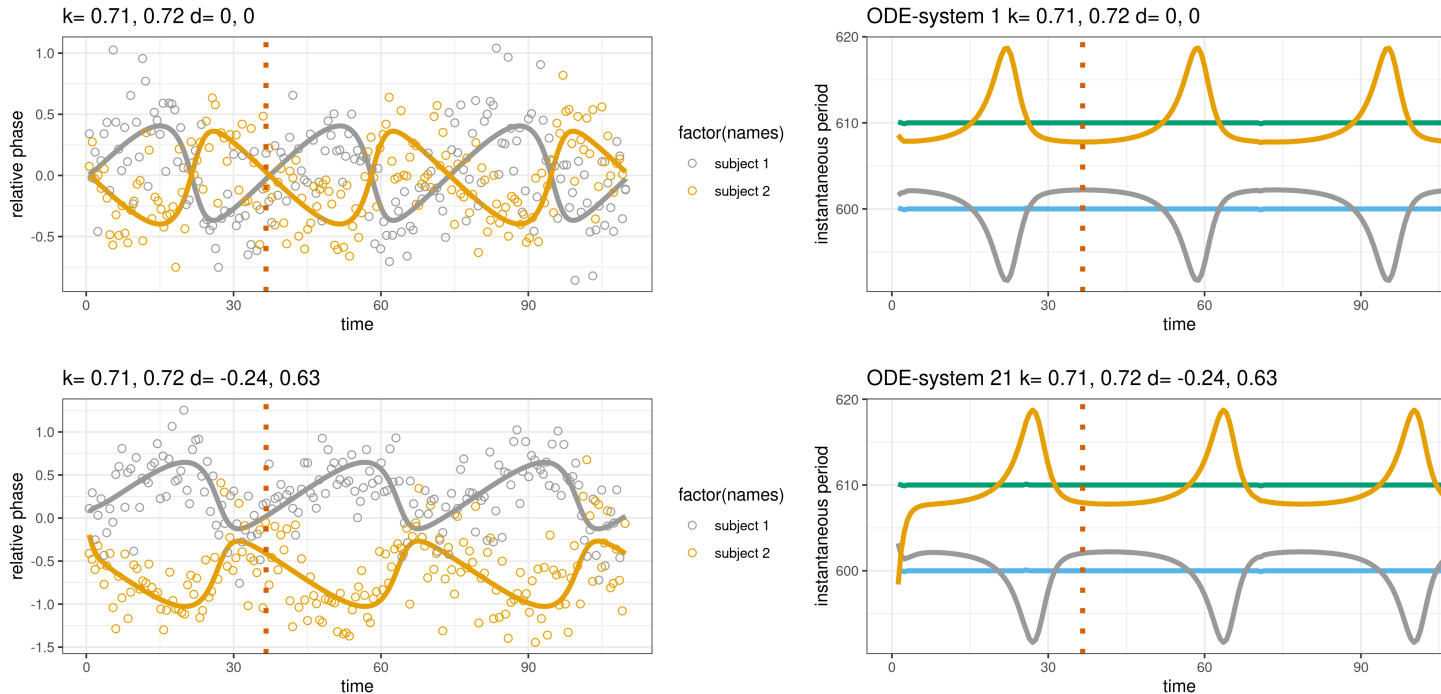 k= 0.71, 0.72 d= 0, 0
1.0
0.5
0.0
-0.5
relative phase
0 30 60 90
time
factor(names)
subject 1
subject 2
ODE-system 1 k= 0.71, 0.72 d= 0, 0
620
610
600
instantaneous period
0 30 60 90
time
k= 0.71, 0.72 d= -0.24, 0.63
1.0
0.5
0.0
-0.5
-1.0
-1.5
relative phase
0 30 60 90
time
factor(names)
subject 1
subject 2
ODE-system 21 k= 0.71, 0.72 d= -0.24, 0.63
620
610
600
instantaneous period
0 30 60 90
time